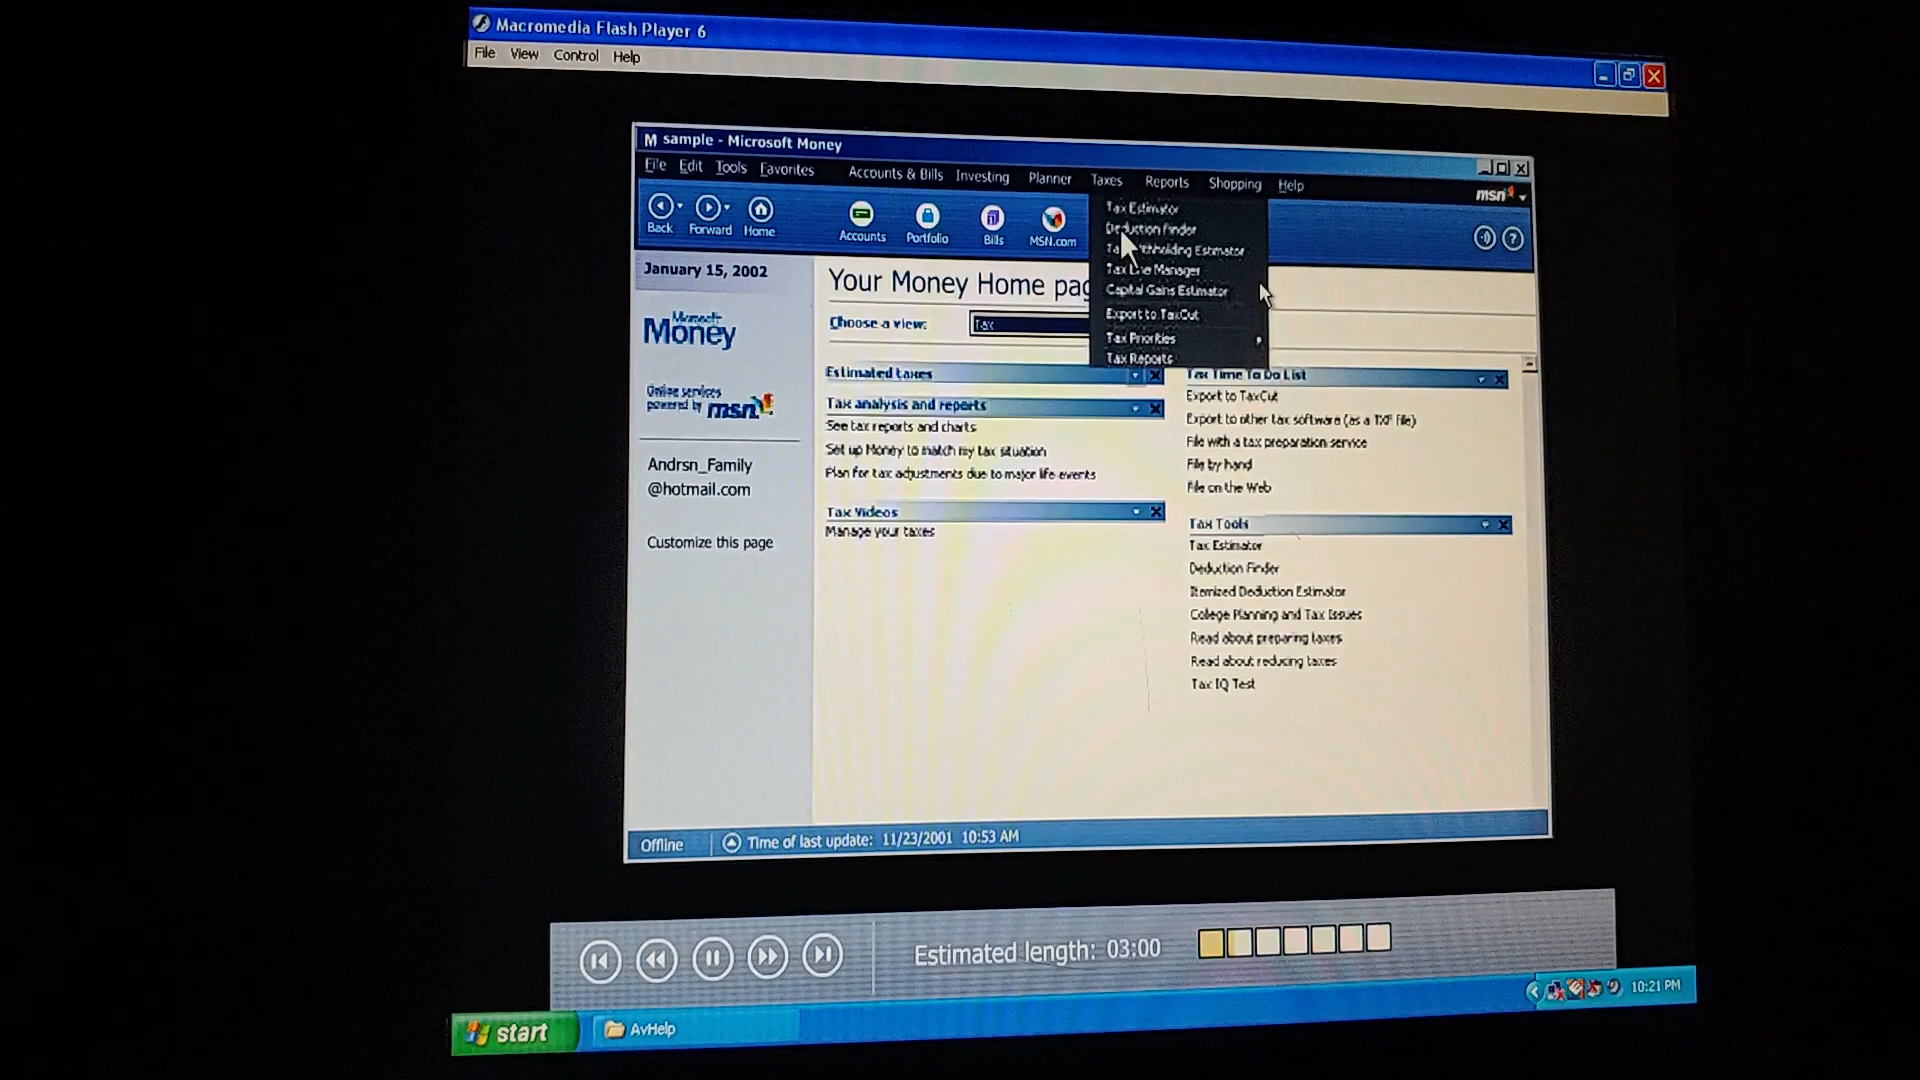 Macromedia Flash Player 6
File View Control Help
M sample - Microsoft Money
File Edit Tools Favorites Accounts & Bills Investing Planner Taxes Reports Shopping Help
msn
Back Forward Home Accounts Portfolio Bills MSN.com
Tax Estimator
Deduction Finder
Tax Withholding Estimator
Tax Line Manager
Capital Gains Estimator
Export to TaxCut
Tax Priorities
Tax Reports
January 15, 2002
Microsoft
Money
Online services
powered by msn
Andrsn_Family
@hotmail.com
Customize this page
Your Money Home pag
Choose a view: Tax
Estimated taxes
Tax analysis and reports
See tax reports and charts
Set up Money to match my tax situation
Plan for tax adjustments due to major life events
Tax Videos
Manage your taxes
Tax Time To Do List
Export to TaxCut
Export to other tax software (as a TXF file)
File with a tax preparation service
File by hand
File on the Web
Tax Tools
Tax Estimator
Deduction Finder
Itemized Deduction Estimator
College Planning and Tax Issues
Read about preparing taxes
Read about reducing taxes
Tax IQ Test
Offline Time of last update: 11/23/2001 10:53 AM
Estimated length: 03:00
start AvHelp 10:21 PM